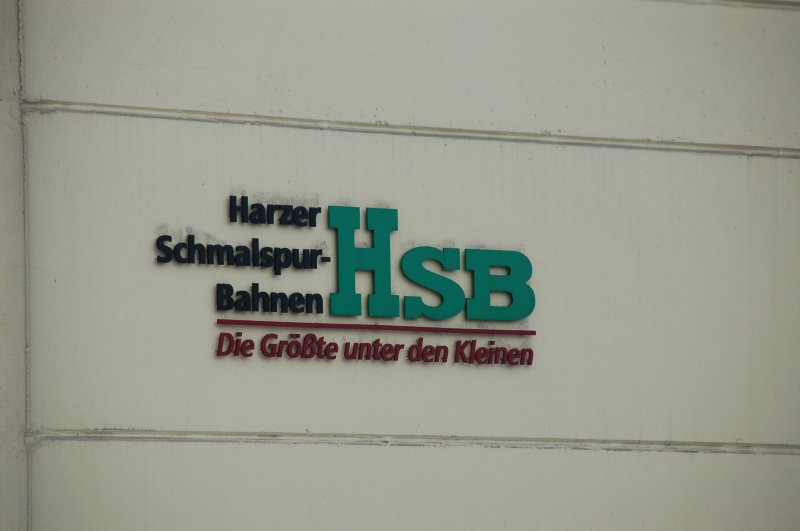 Harzer
Schmalspur-
Bahnen
HSB
Die Größte unter den Kleinen